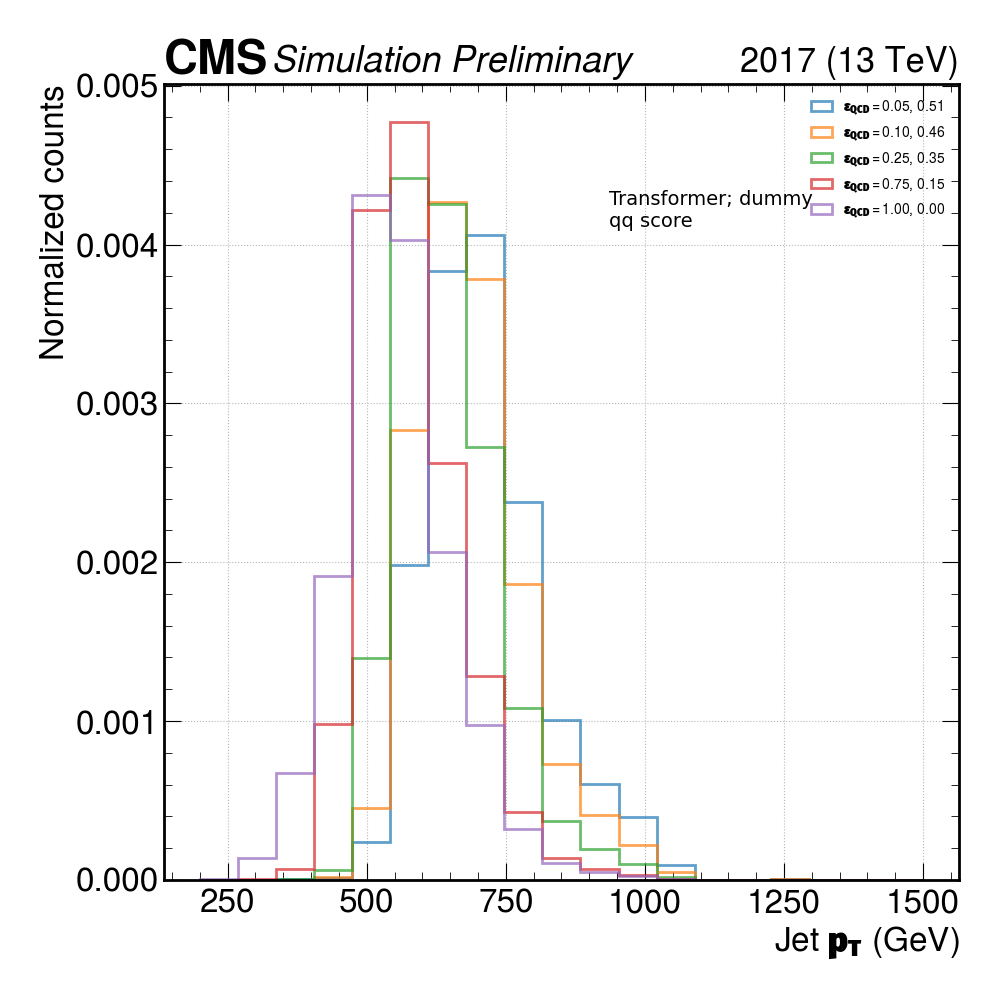 CMS Simulation Preliminary 2017 (13 TeV)
Normalized counts
0.005
0.004
0.003
0.002
0.001
0.000
εQCD = 0.05, 0.51
εQCD = 0.10, 0.46
εQCD = 0.25, 0.35
εQCD = 0.75, 0.15
εQCD = 1.00, 0.00
Transformer; dummy
qq score
250 500 750 1000 1250 1500
Jet pT (GeV)